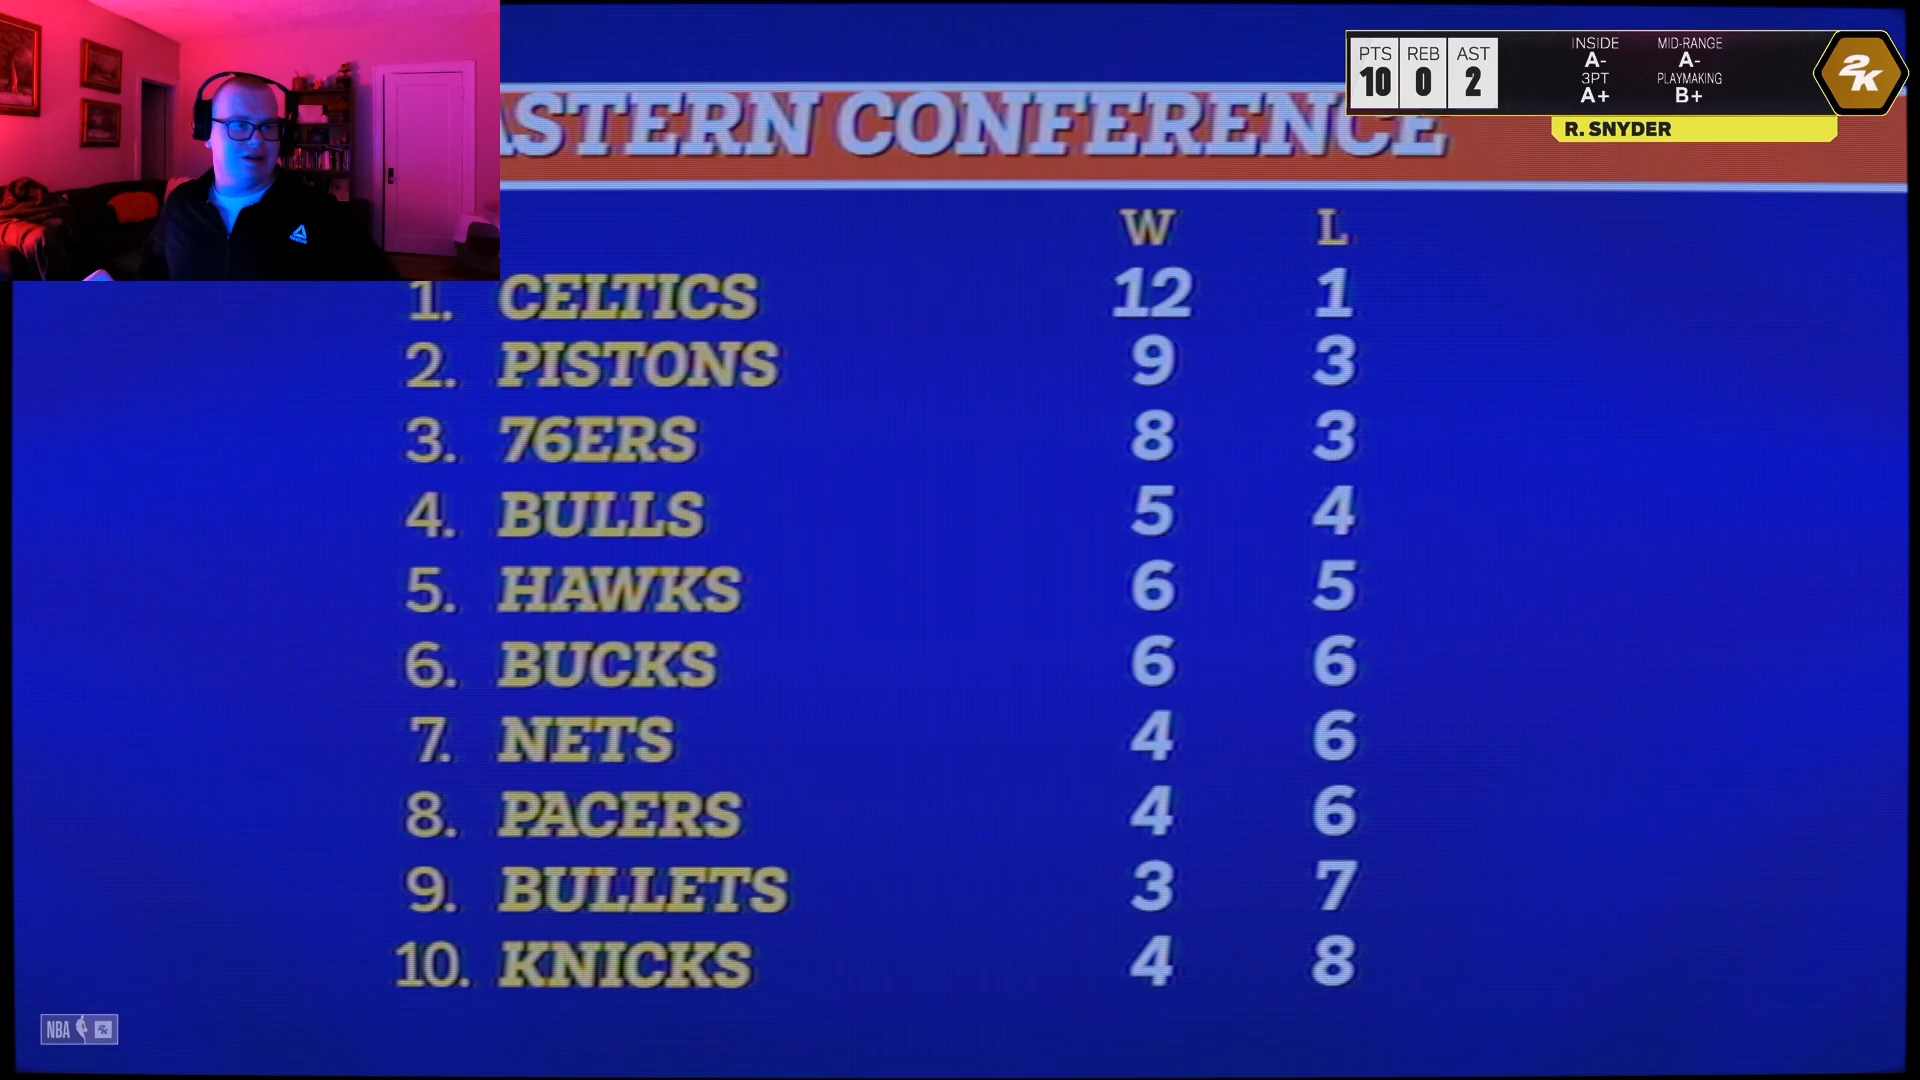 PTS REB AST
10 0 2
INSIDE MID-RANGE
A- A-
3PT PLAYMAKING
A+ B+
2K
R. SNYDER
ASTERN CONFERENCE
W L
1. CELTICS 12 1
2. PISTONS 9 3
3. 76ERS 8 3
4. BULLS 5 4
5. HAWKS 6 5
6. BUCKS 6 6
7. NETS 4 6
8. PACERS 4 6
9. BULLETS 3 7
10. KNICKS 4 8
NBA 2K